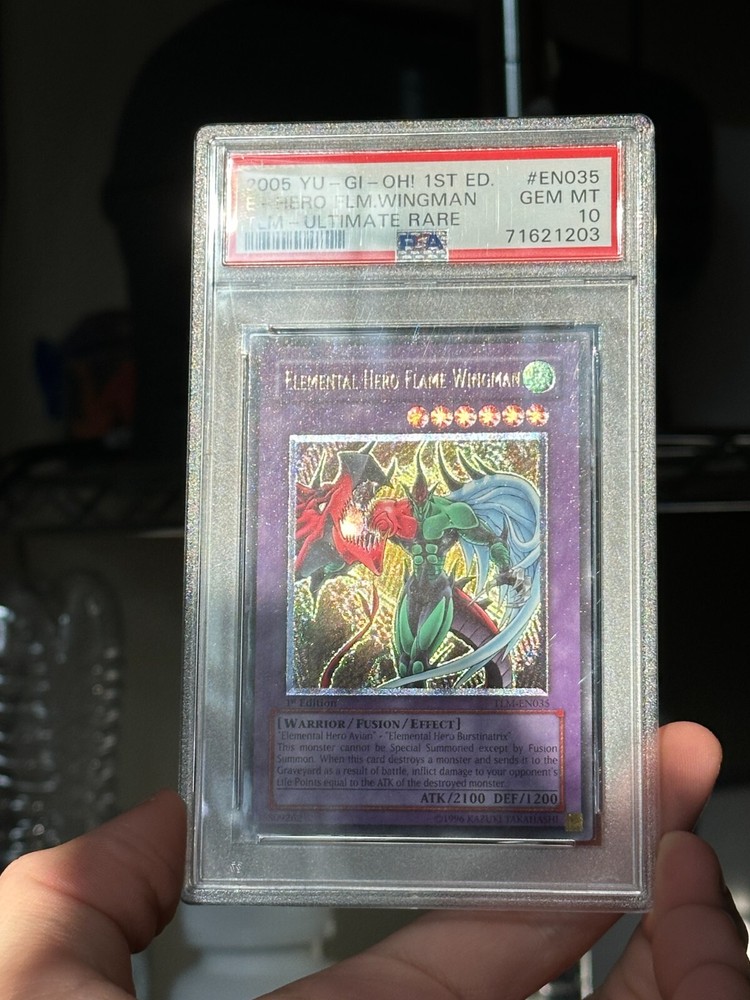 2005 YU-GI-OH! 1ST ED. #EN035
E-HERO FLM.WINGMAN GEM MT
TLM-ULTIMATE RARE 10
PSA 71621203
ELEMENTAL HERO FLAME WINGMAN
1st Edition TLM-EN035
[WARRIOR/FUSION/EFFECT]
"Elemental Hero Avian" + "Elemental Hero Burstinatrix"
This monster cannot be Special Summoned except by Fusion
Summon. When this card destroys a monster and sends it to the
Graveyard as a result of battle, inflict damage to your opponent's
Life Points equal to the ATK of the destroyed monster.
ATK/2100 DEF/1200
©1996 KAZUKI TAKAHASHI